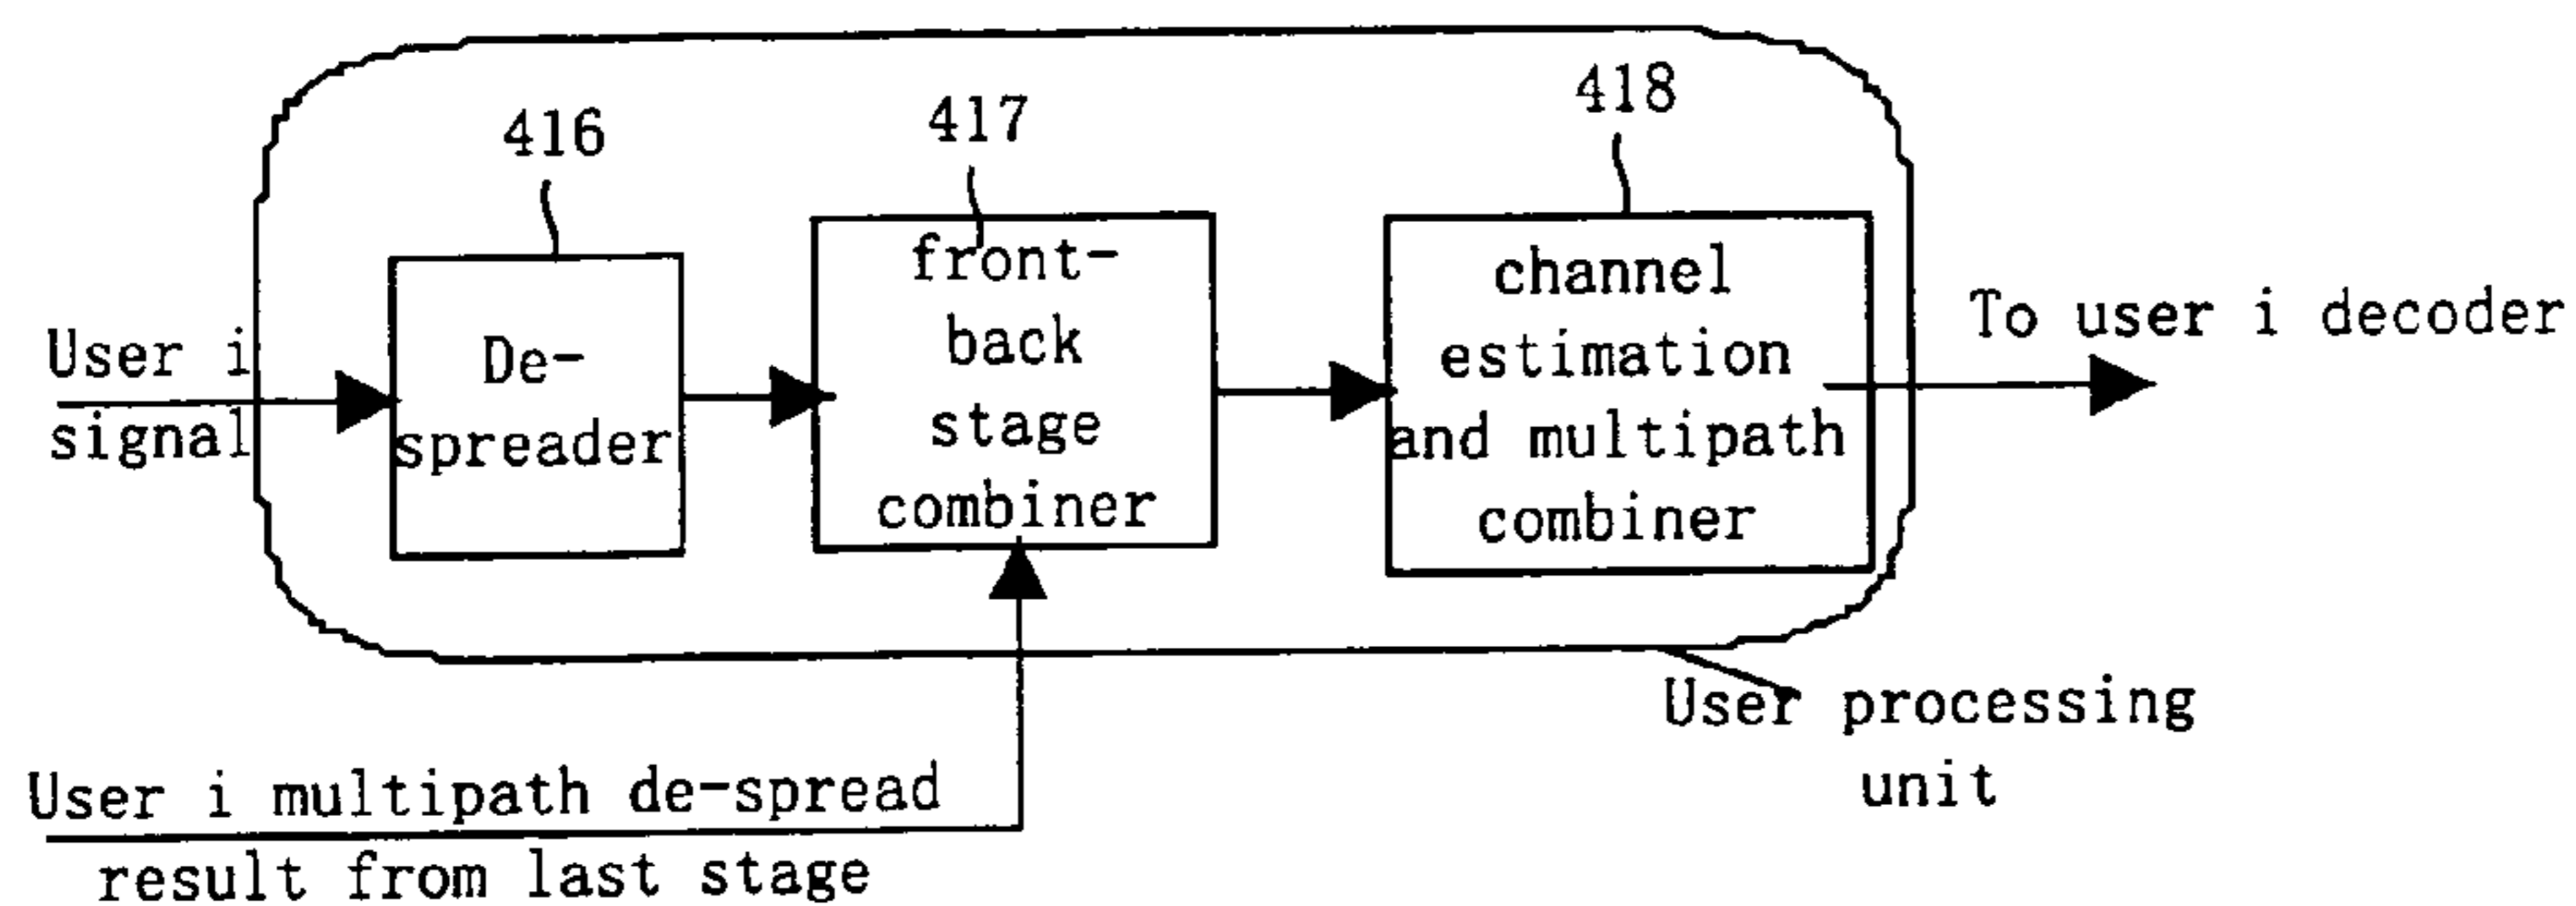 416
417
418
User i
signal
De-
spreader
front-
back
stage
combiner
channel
estimation
and multipath
combiner
To user i decoder
User processing
unit
User i multipath de-spread
result from last stage